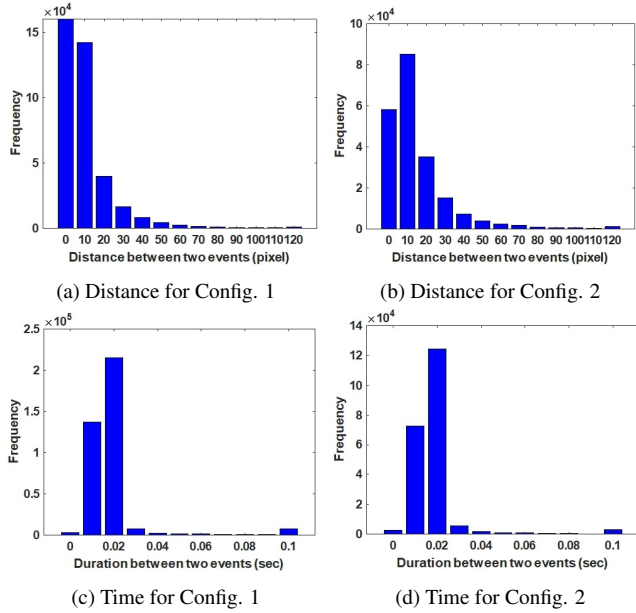 ×10⁴
15
10
5
0
Frequency
0 10 20 30 40 50 60 70 80 90 100110120
Distance between two events (pixel)
(a) Distance for Config. 1
×10⁴
10
8
6
4
2
0
Frequency
0 10 20 30 40 50 60 70 80 90 100110120
Distance between two events (pixel)
(b) Distance for Config. 2
×10⁵
2.5
2
1.5
1
0.5
0
Frequency
0 0.02 0.04 0.06 0.08 0.1
Duration between two events (sec)
(c) Time for Config. 1
×10⁴
14
12
10
8
6
4
2
0
Frequency
0 0.02 0.04 0.06 0.08 0.1
Duration between two events (sec)
(d) Time for Config. 2